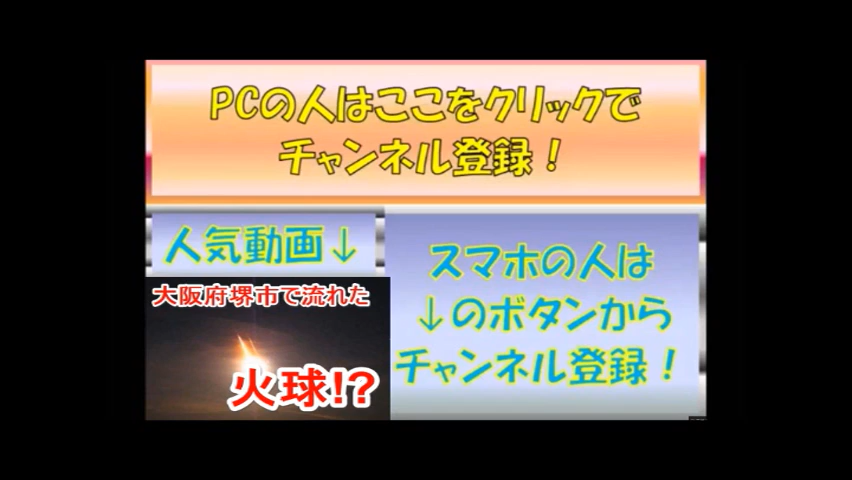 PCの人はここをクリックで
チャンネル登録！
人気動画↓
大阪府堺市で流れた
火球!?
スマホの人は
↓のボタンから
チャンネル登録！